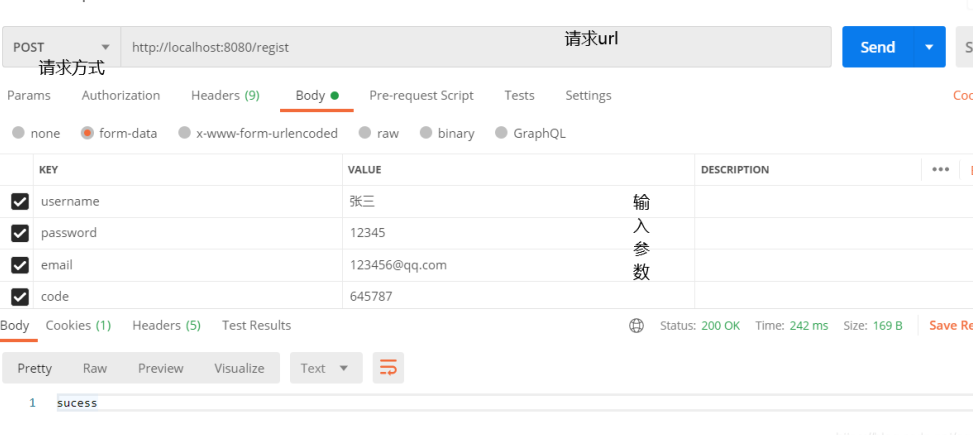 POST http://localhost:8080/regist 请求url Send
请求方式
Params Authorization Headers (9) Body Pre-request Script Tests Settings
none form-data x-www-form-urlencoded raw binary GraphQL
KEY VALUE DESCRIPTION
username 张三
password 12345
email 123456@qq.com
code 645787
输
入
参
数
Body Cookies (1) Headers (5) Test Results Status: 200 OK Time: 242 ms Size: 169 B Save Re
Pretty Raw Preview Visualize Text
1 sucess